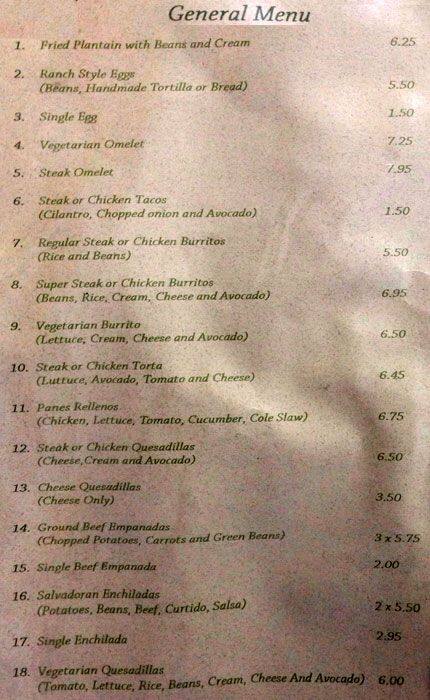 General Menu
1. Fried Plantain with Beans and Cream 6.25
2. Ranch Style Eggs
(Beans, Handmade Tortilla or Bread) 5.50
3. Single Egg 1.50
4. Vegetarian Omelet 7.25
5. Steak Omelet 7.95
6. Steak or Chicken Tacos
(Cilantro, Chopped onion and Avocado) 1.50
7. Regular Steak or Chicken Burritos
(Rice and Beans) 5.50
8. Super Steak or Chicken Burritos
(Beans, Rice, Cream, Cheese and Avocado) 6.95
9. Vegetarian Burrito
(Lettuce, Cream, Cheese and Avocado) 6.50
10. Steak or Chicken Torta
(Luttuce, Avocado, Tomato and Cheese) 6.45
11. Panes Rellenos
(Chicken, Lettuce, Tomato, Cucumber, Cole Slaw) 6.75
12. Steak or Chicken Quesadillas
(Cheese,Cream and Avocado) 6.50
13. Cheese Quesadillas
(Cheese Only) 3.50
14. Ground Beef Empanadas
(Chopped Potatoes, Carrots and Green Beans) 3 x 5.75
15. Single Beef Empanada 2.00
16. Salvadoran Enchiladas
(Potatoes, Beans, Beef, Curtido, Salsa) 2 x 5.50
17. Single Enchilada 2.95
18. Vegetarian Quesadillas
(Tomato, Lettuce, Rice, Beans, Cream, Cheese And Avocado) 6.00